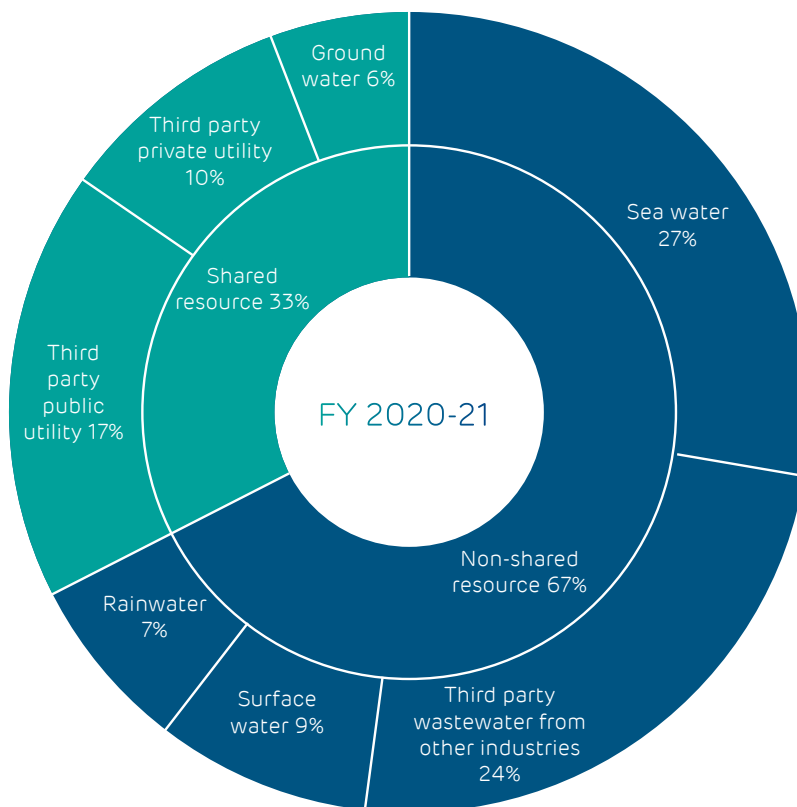 Ground
water 6%
Third party
private utility
10%
Sea water
27%
Shared
resource 33%
Third
party
public
utility 17%
FY 2020-21
Non-shared
resource 67%
Rainwater
7%
Surface
water 9%
Third party
wastewater from
other industries
24%